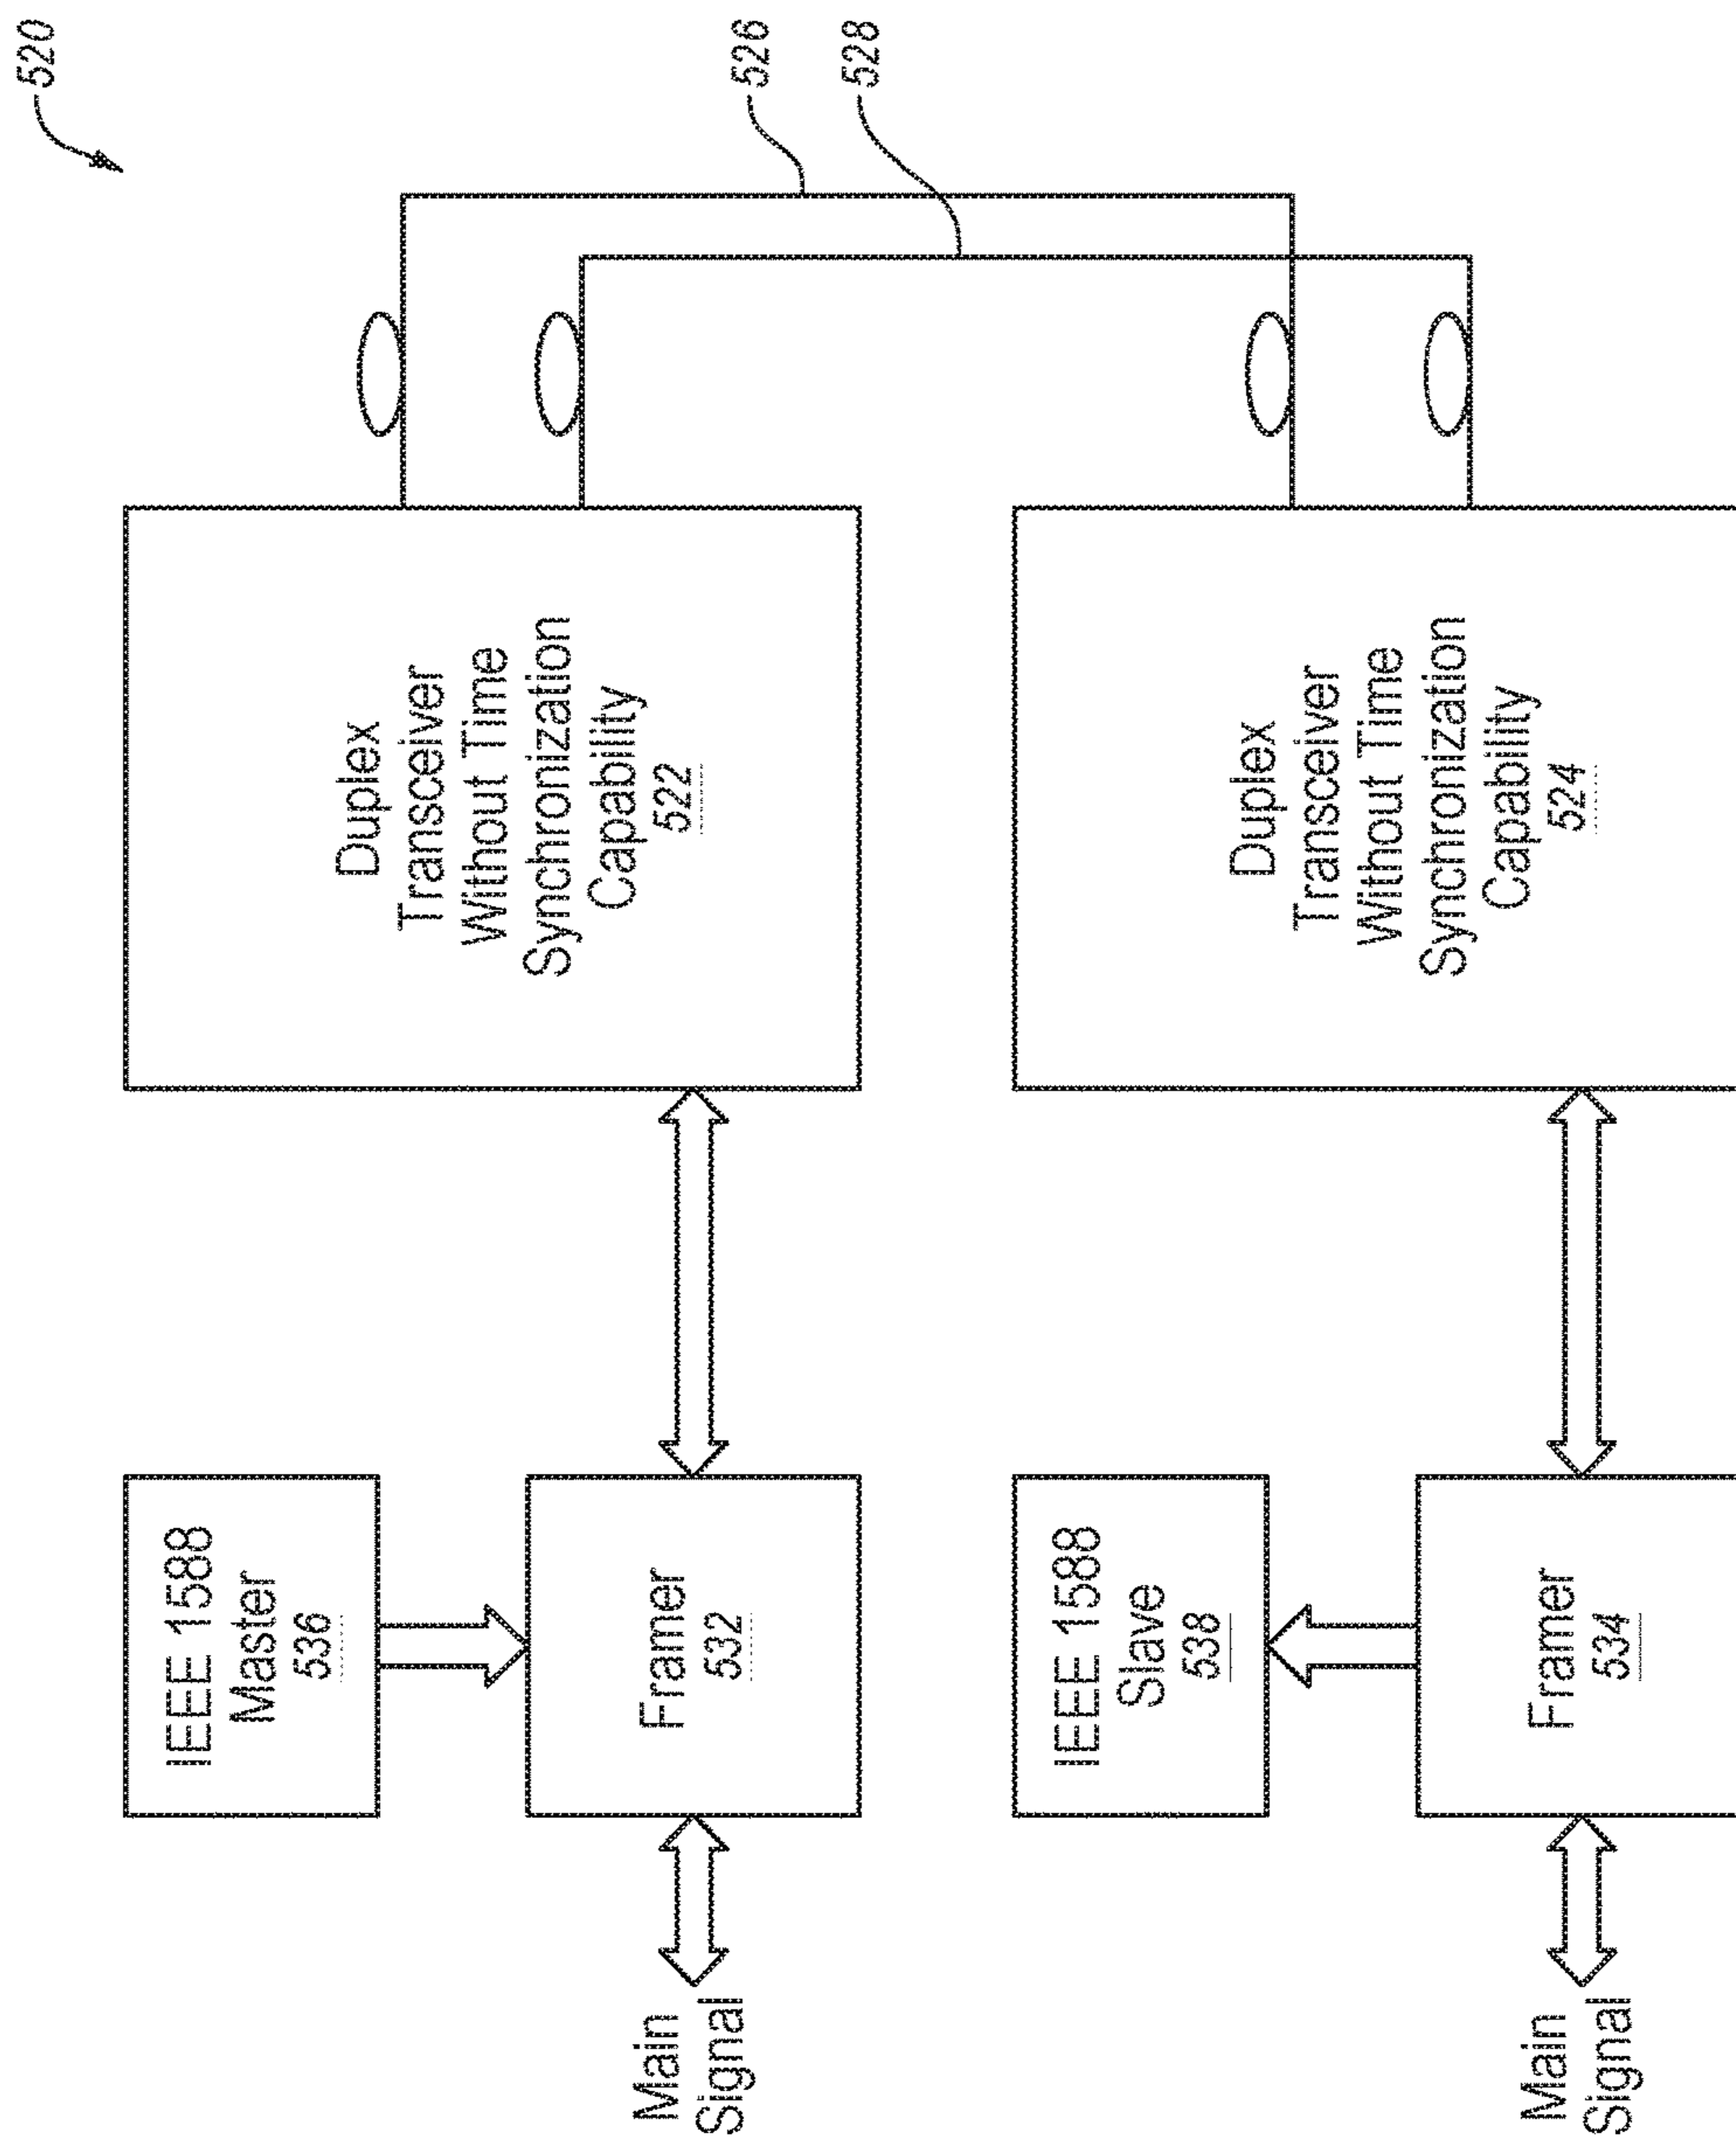 520
526
528
IEEE 1588
Master
536
Duplex
Transceiver
Without Time
Synchronization
Capability
522
Main
Signal
Framer
532
IEEE 1588
Slave
538
Duplex
Transceiver
Without Time
Synchronization
Capability
524
Main
Signal
Framer
534